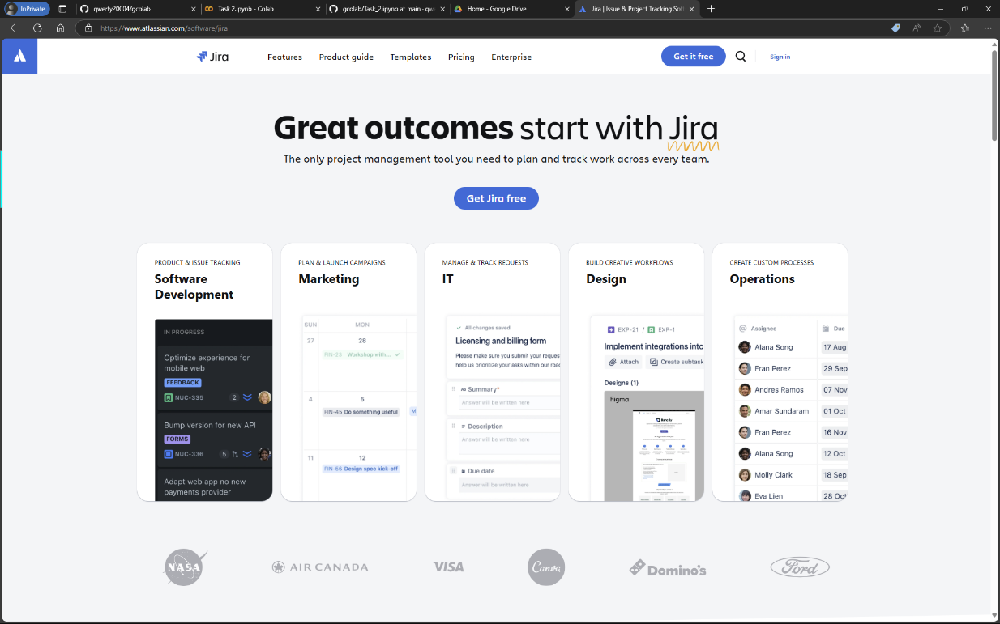 InPrivate
qwerty20004/gcolab
Task 2.ipynb - Colab
gcolab/Task_2.ipynb at main · qw
Home - Google Drive
Jira | Issue & Project Tracking Sof
https://www.atlassian.com/software/jira
Jira
Features
Product guide
Templates
Pricing
Enterprise
Get it free
Sign in
Great outcomes start with Jira
The only project management tool you need to plan and track work across every team.
Get Jira free
PRODUCT & ISSUE TRACKING
Software
Development
IN PROGRESS
Optimize experience for
mobile web
FEEDBACK
NUC-335
2
Bump version for new API
FORMS
NUC-336
5
Adapt web app no new
payments provider
PLAN & LAUNCH CAMPAIGNS
Marketing
SUN MON
27 28
FIN-23 Workshop with...
4 5
FIN-45 Do something useful
M
11 12
FIN-56 Design spec kick-off
MANAGE & TRACK REQUESTS
IT
All changes saved
Licensing and billing form
Please make sure you submit your reques
help us prioritize your asks within our roa
Aa Summary*
Answer will be written here
Description
Answer will be written here
Due date
Answer will be written here
BUILD CREATIVE WORKFLOWS
Design
EXP-21 / EXP-1
Implement integrations into
Attach
Create subtask
Designs (1)
Figma
CREATE CUSTOM PROCESSES
Operations
Assignee Due
Alana Song 17 Aug
Fran Perez 29 Sep
Andres Ramos 07 Nov
Amar Sundaram 01 Oct
Fran Perez 16 Nov
Alana Song 12 Oct
Molly Clark 18 Sep
Eva Lien 28 Oct
NASA
AIR CANADA
VISA
Canva
Domino's
Ford